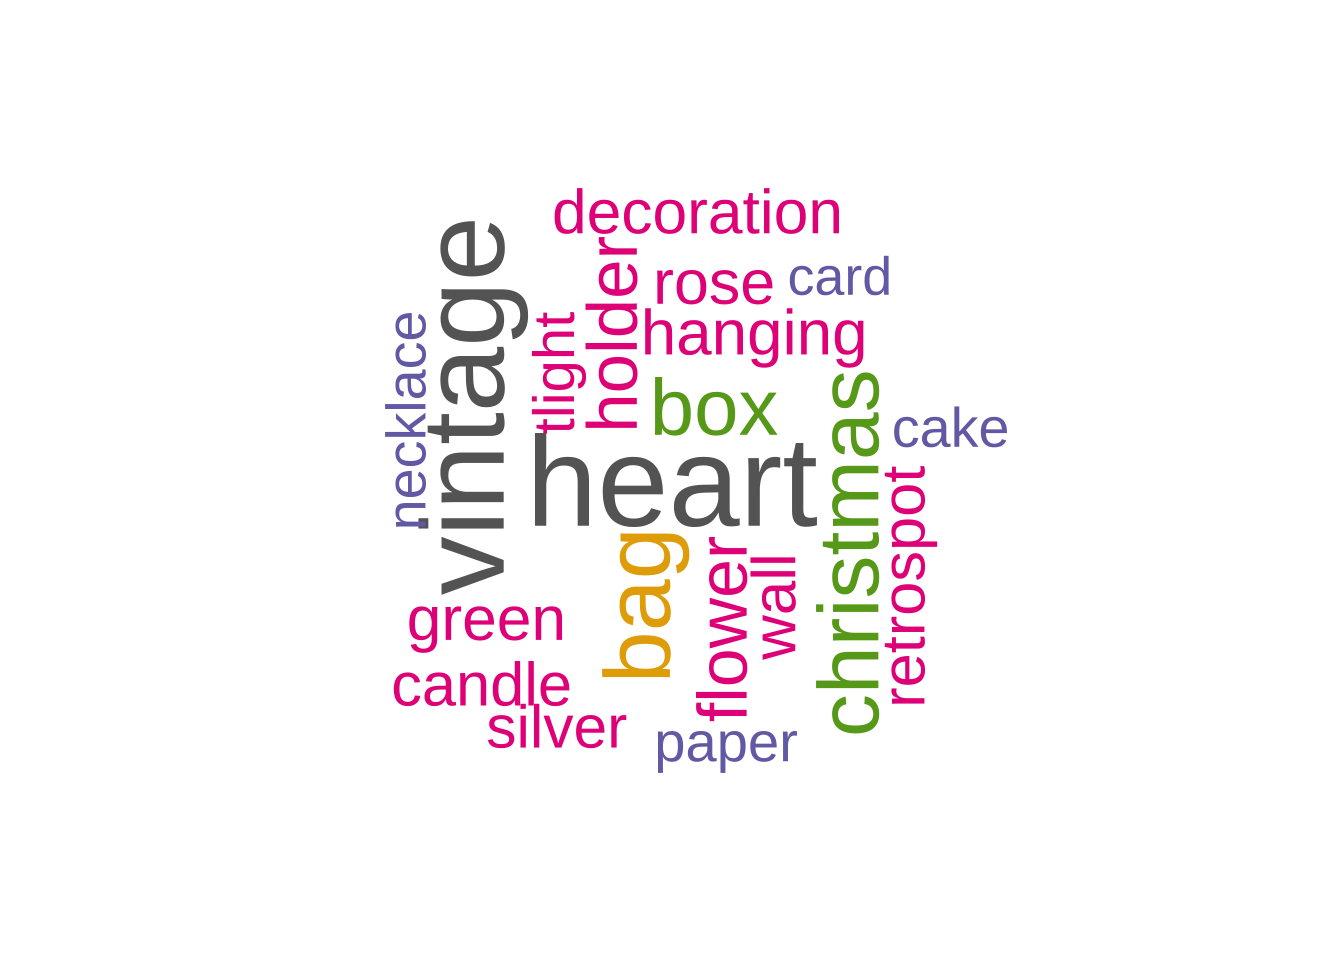 decoration
vintage
holder
rose
card
necklace
tlight
hanging
box
christmas
cake
heart
retrospot
bag
flower
wall
green
candle
silver
paper